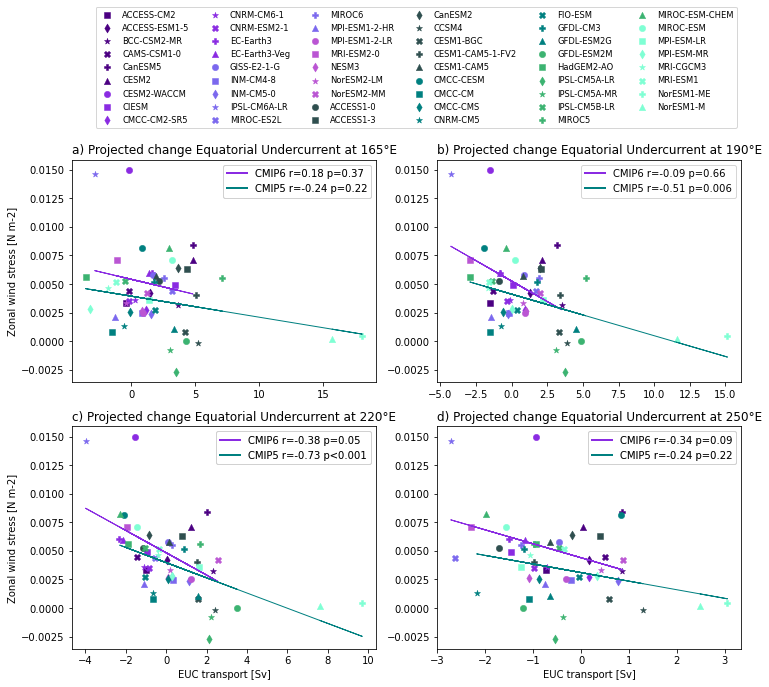 ACCESS-CM2 CNRM-CM6-1 MIROC6 CanESM2 FIO-ESM MIROC-ESM-CHEM
ACCESS-ESM1-5 CNRM-ESM2-1 MPI-ESM1-2-HR CCSM4 GFDL-CM3 MIROC-ESM
BCC-CSM2-MR EC-Earth3 MPI-ESM1-2-LR CESM1-BGC GFDL-ESM2G MPI-ESM-LR
CAMS-CSM1-0 EC-Earth3-Veg MRI-ESM2-0 CESM1-CAM5-1-FV2 GFDL-ESM2M MPI-ESM-MR
CanESM5 GISS-E2-1-G NESM3 CESM1-CAM5 HadGEM2-AO MRI-CGCM3
CESM2 INM-CM4-8 NorESM2-LM CMCC-CESM IPSL-CM5A-LR MRI-ESM1
CESM2-WACCM INM-CM5-0 NorESM2-MM CMCC-CM IPSL-CM5A-MR NorESM1-ME
CIESM IPSL-CM6A-LR ACCESS1-0 CMCC-CMS IPSL-CM5B-LR NorESM1-M
CMCC-CM2-SR5 MIROC-ES2L ACCESS1-3 CNRM-CM5 MIROC5
a) Projected change Equatorial Undercurrent at 165°E
CMIP6 r=0.18 p=0.37
CMIP5 r=-0.24 p=0.22
Zonal wind stress [N m-2]
0.0150
0.0125
0.0100
0.0075
0.0050
0.0025
0.0000
−0.0025
0 5 10 15
b) Projected change Equatorial Undercurrent at 190°E
CMIP6 r=-0.09 p=0.66
CMIP5 r=-0.51 p=0.006
0.0150
0.0125
0.0100
0.0075
0.0050
0.0025
0.0000
−0.0025
−5.0 −2.5 0.0 2.5 5.0 7.5 10.0 12.5 15.0
c) Projected change Equatorial Undercurrent at 220°E
CMIP6 r=-0.38 p=0.05
CMIP5 r=-0.73 p<0.001
Zonal wind stress [N m-2]
0.0150
0.0125
0.0100
0.0075
0.0050
0.0025
0.0000
−0.0025
−4 −2 0 2 4 6 8 10
EUC transport [Sv]
d) Projected change Equatorial Undercurrent at 250°E
CMIP6 r=-0.34 p=0.09
CMIP5 r=-0.24 p=0.22
0.0150
0.0125
0.0100
0.0075
0.0050
0.0025
0.0000
−0.0025
−3 −2 −1 0 1 2 3
EUC transport [Sv]